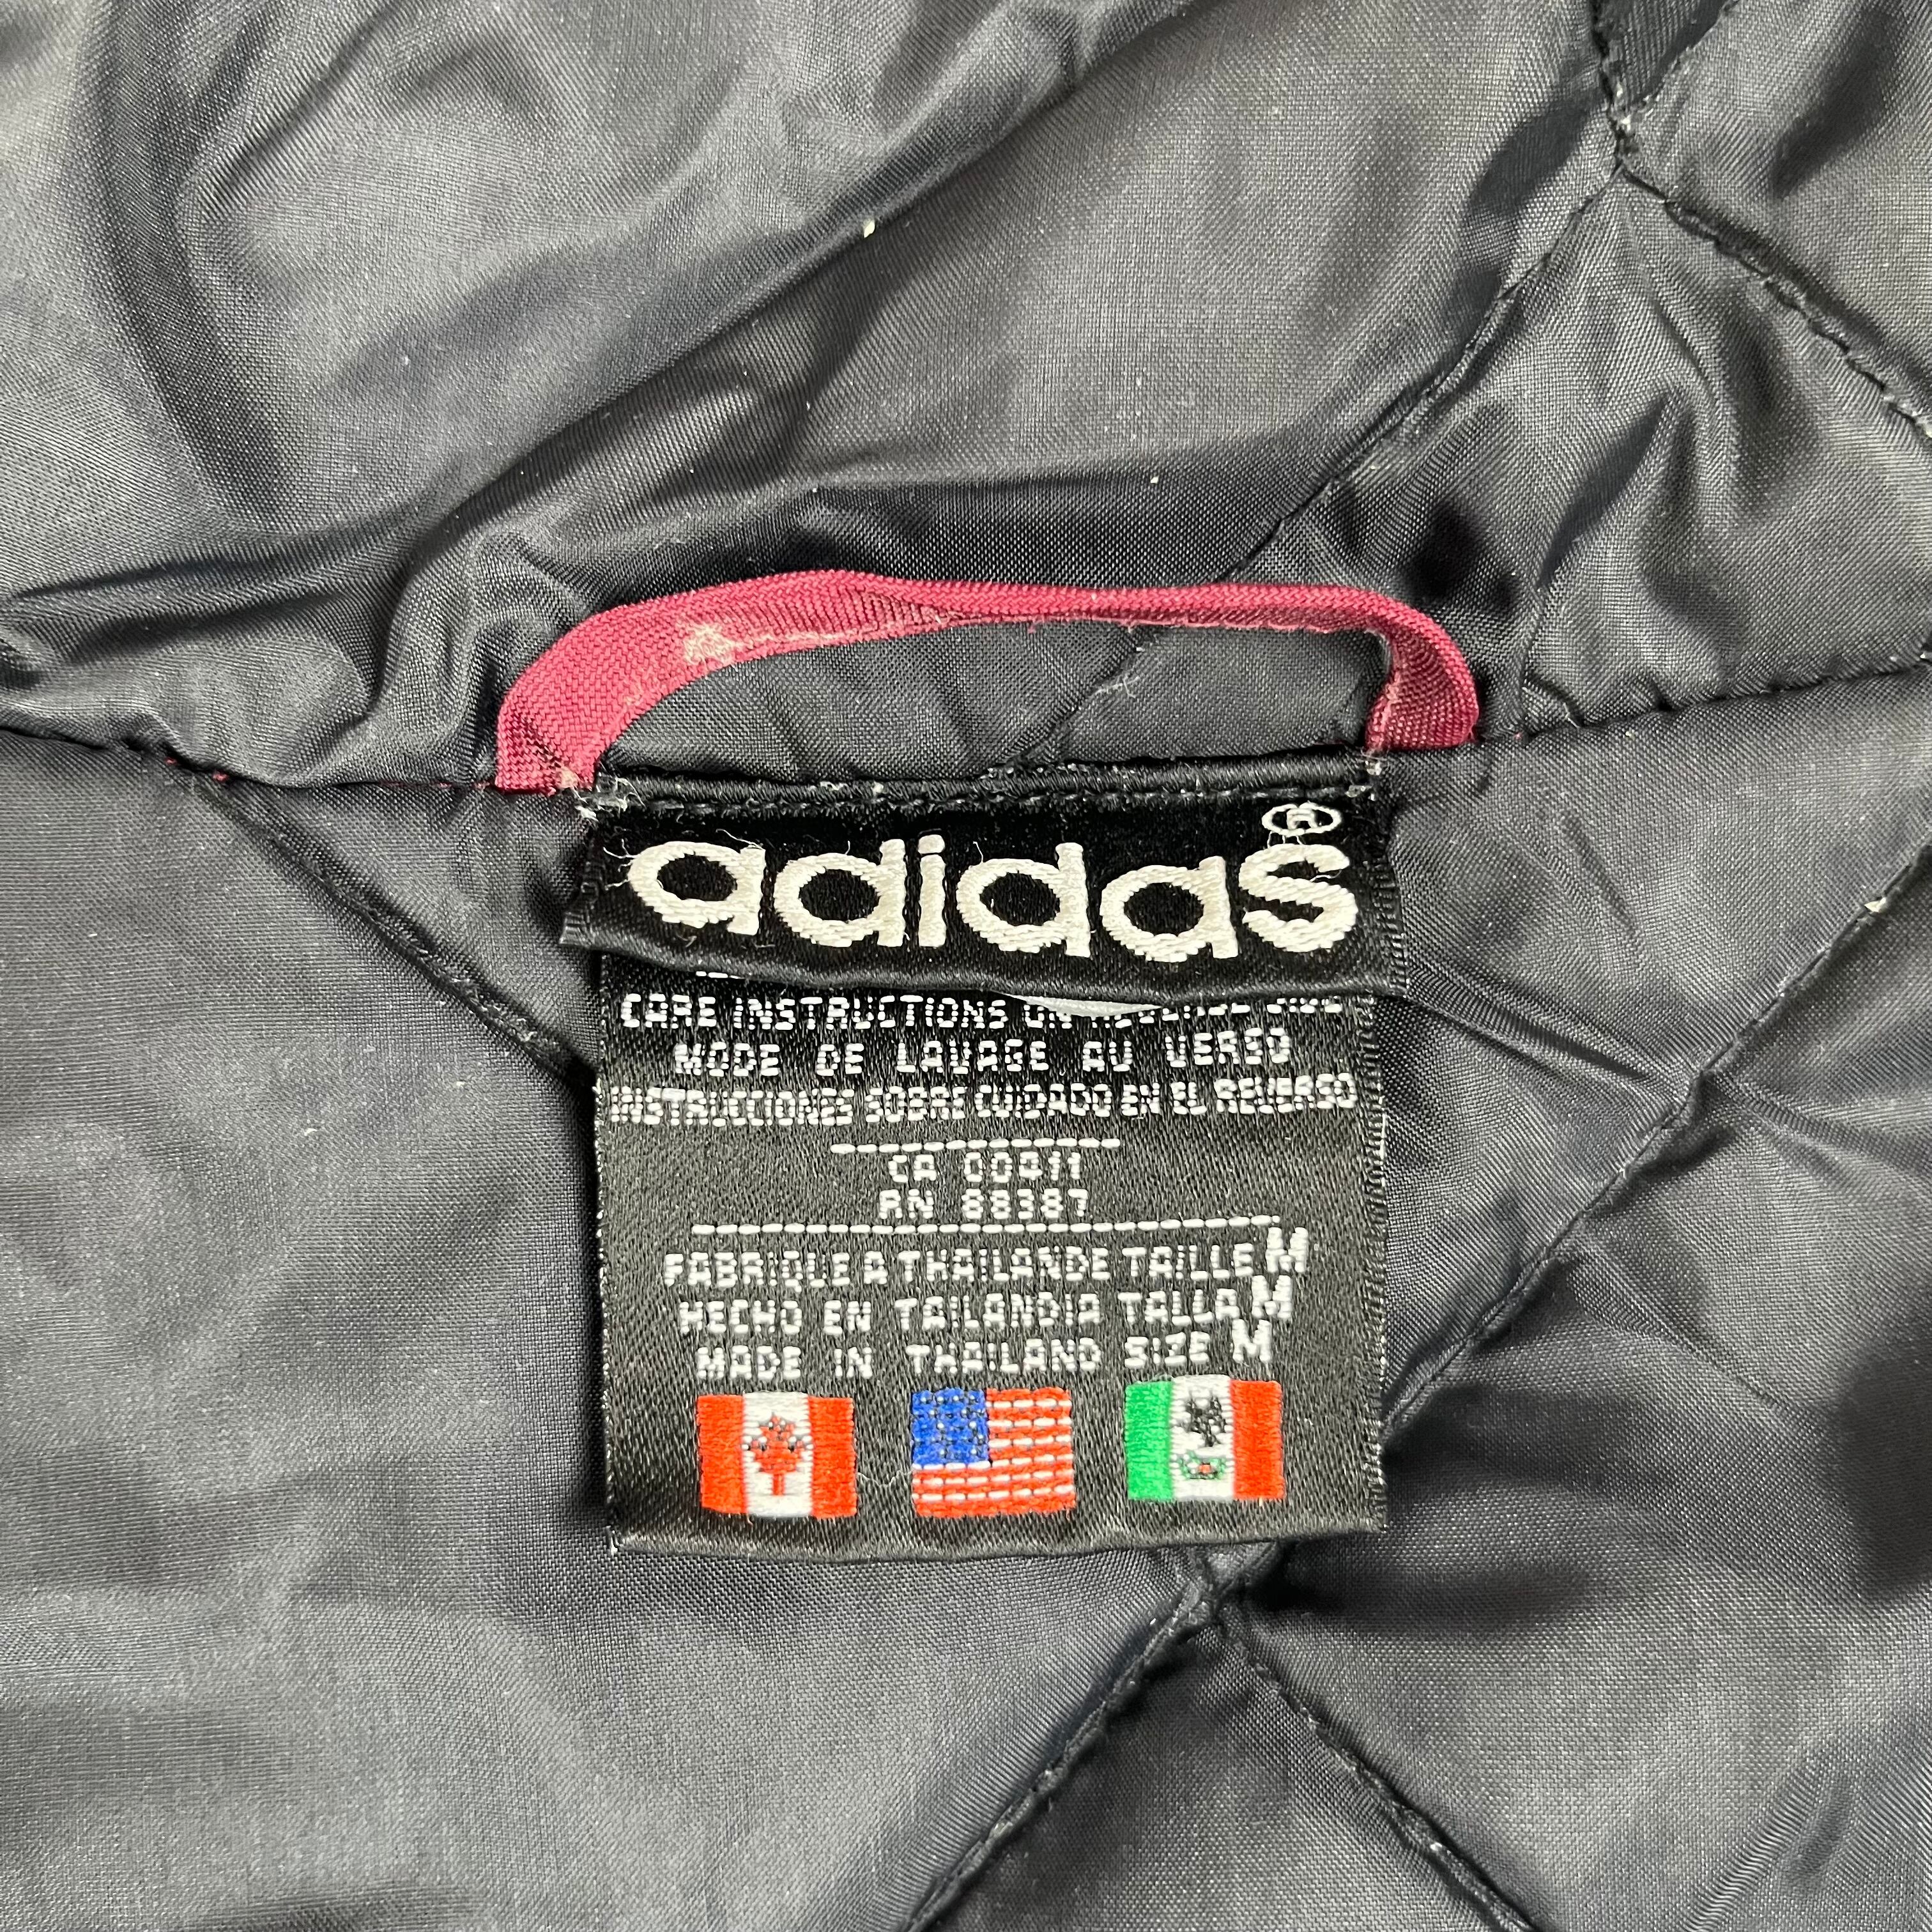 adidas®
CARE INSTRUCTIONS ON REVERSE SIDE
MODE DE LAVAGE AU VERSO
INSTRUCCIONES SOBRE CUIDADO EN EL REVERSO
CA 00411
RN 88387
FABRIQUE A THAILANDE TAILLE M
HECHO EN TAILANDIA TALLA M
MADE IN THAILAND SIZE M